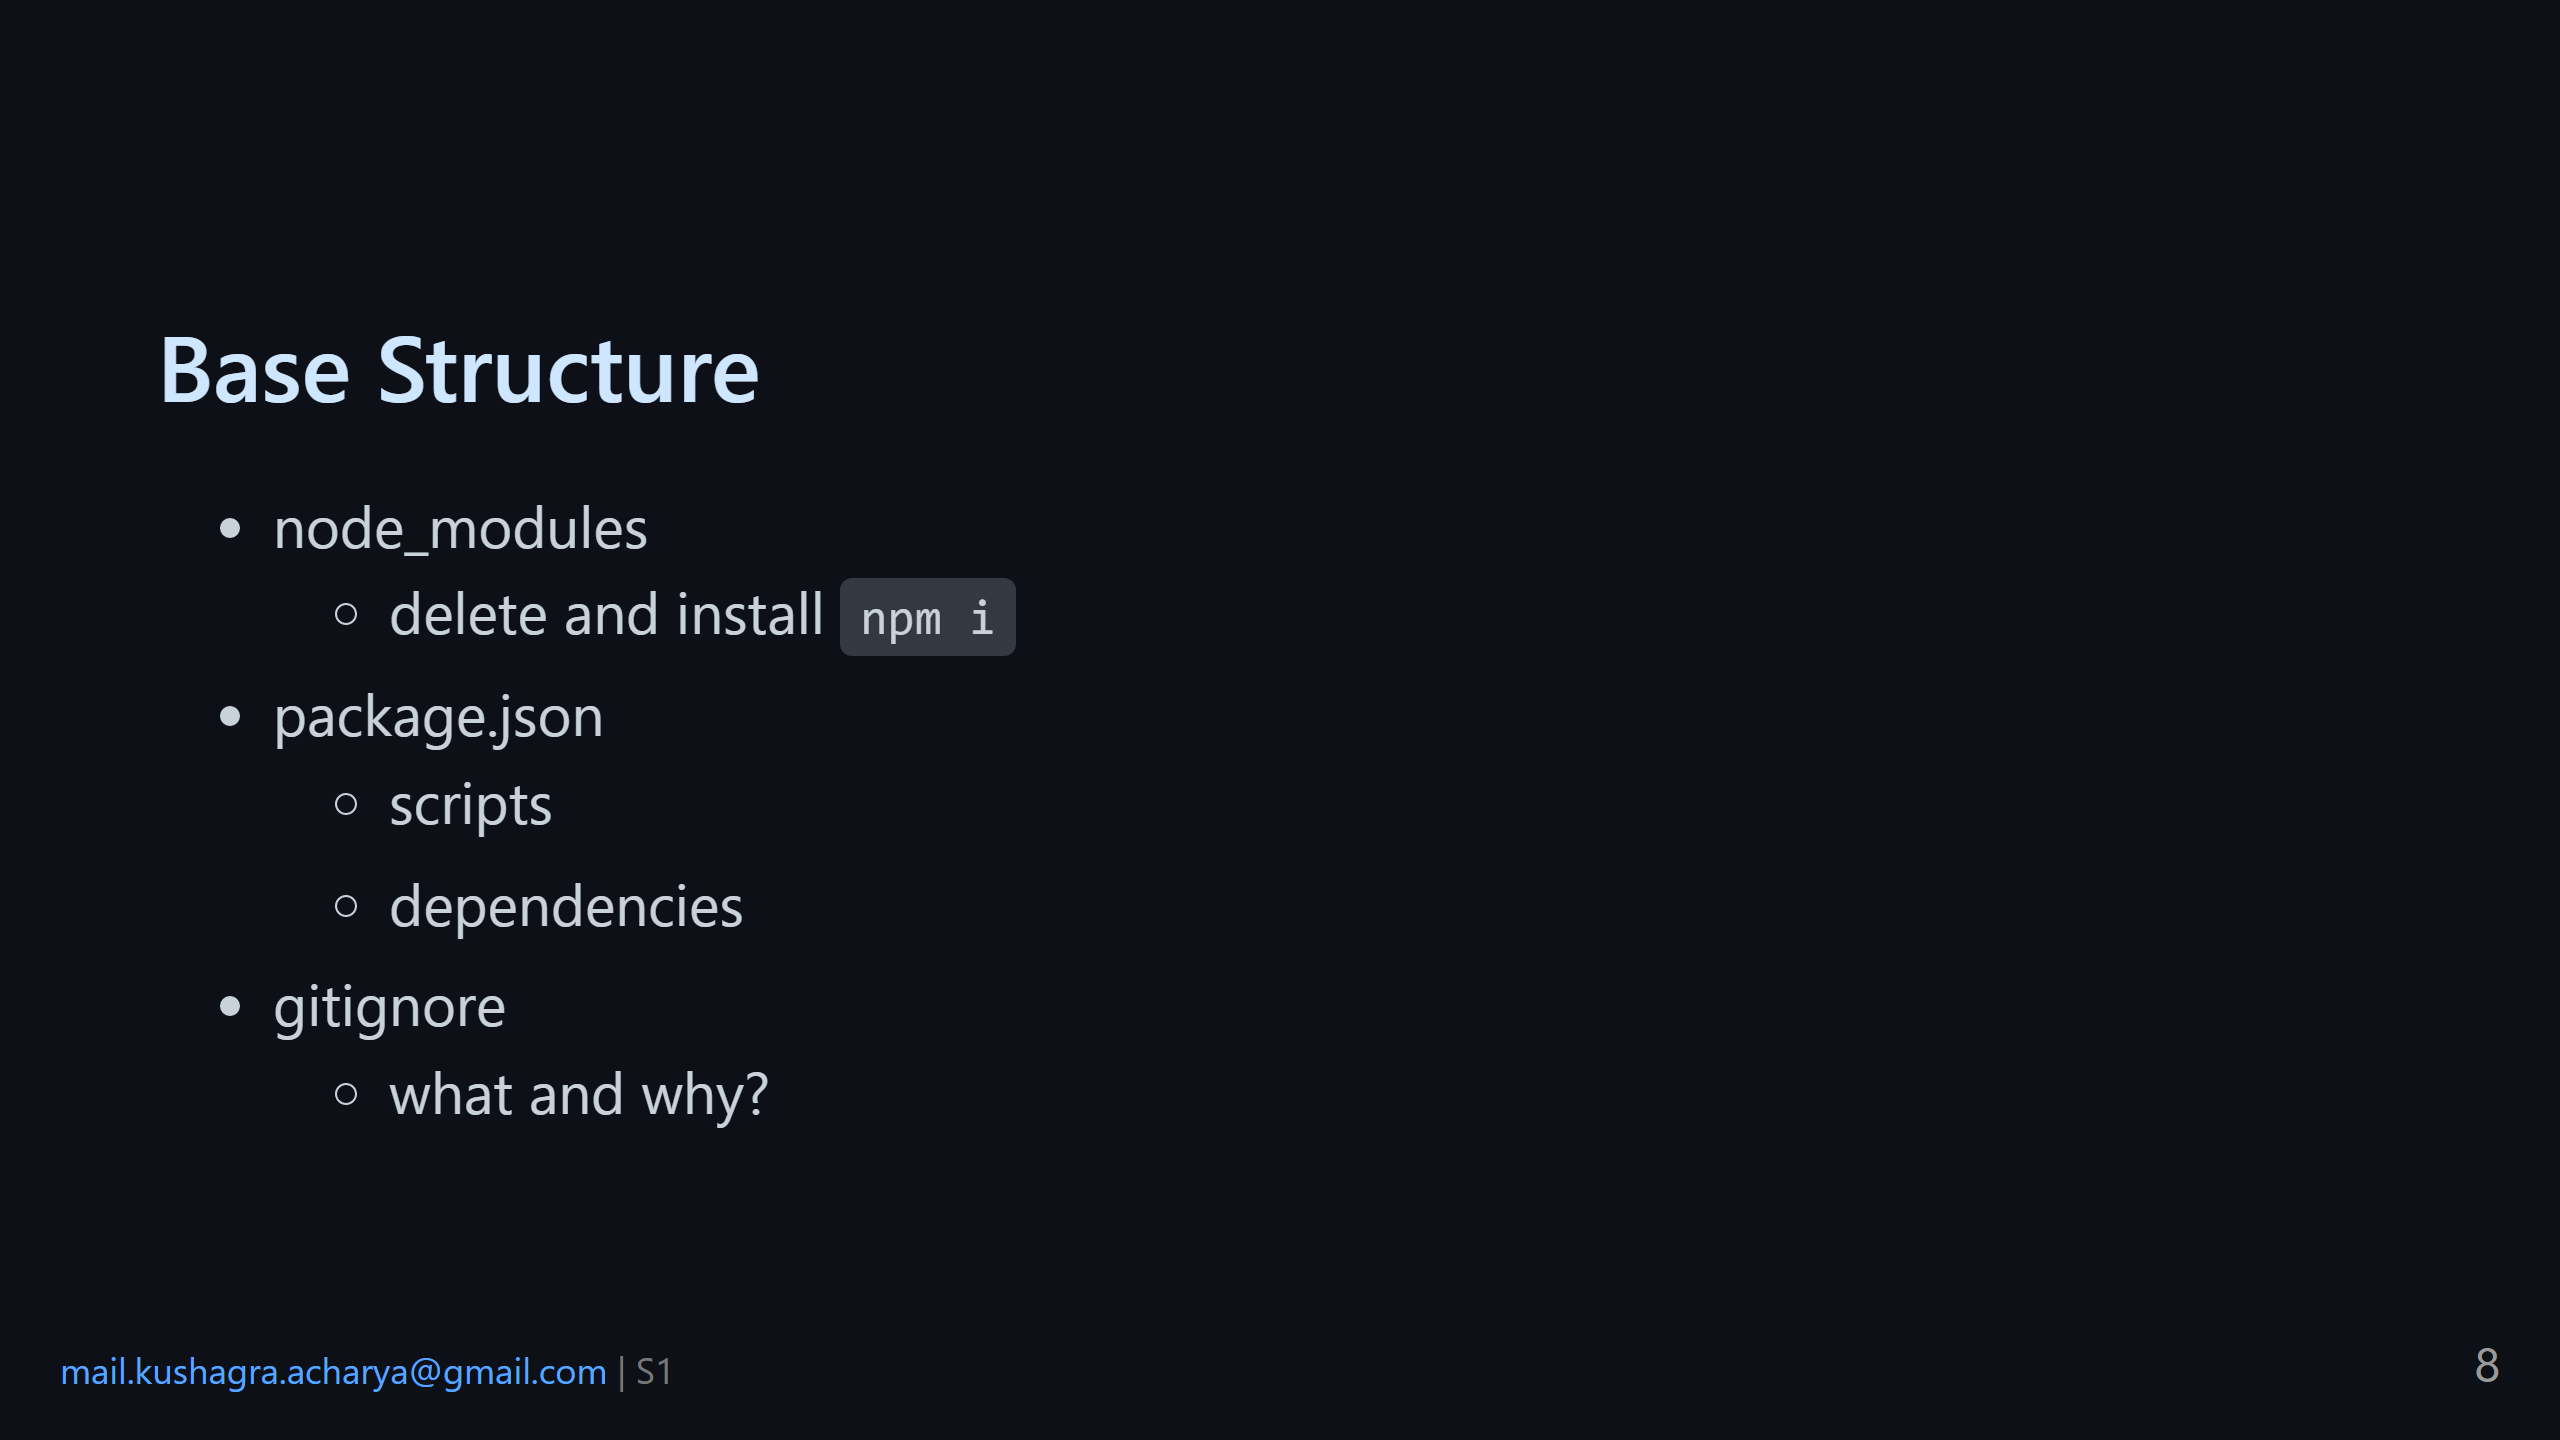 Base Structure
node_modules
delete and install npm i
package.json
scripts
dependencies
gitignore
what and why?
mail.kushagra.acharya@gmail.com | S1
8